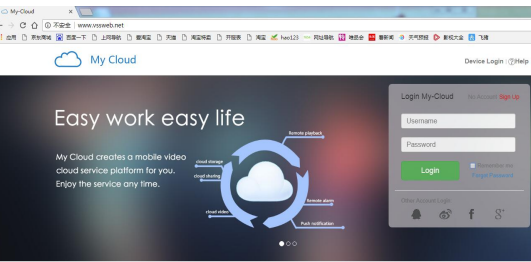 My-Cloud
不安全 | www.vssweb.net
应用 京东商城 百度一下 上网导航 爱淘宝 天猫 淘宝特卖 百度 淘宝 hao123 网址导航 唯品会 看新闻 天气预报 影视大全 飞猪
My Cloud
Device Login Help
Easy work easy life
My Cloud creates a mobile video
cloud service platform for you.
Enjoy the service any time.
Remote playback
cloud storage
cloud sharing
cloud video
Remote alarm
Push notification
Login My-Cloud No Account? Sign Up
Username
Password
Login
Remember me
Forgot Password
Other Account Login